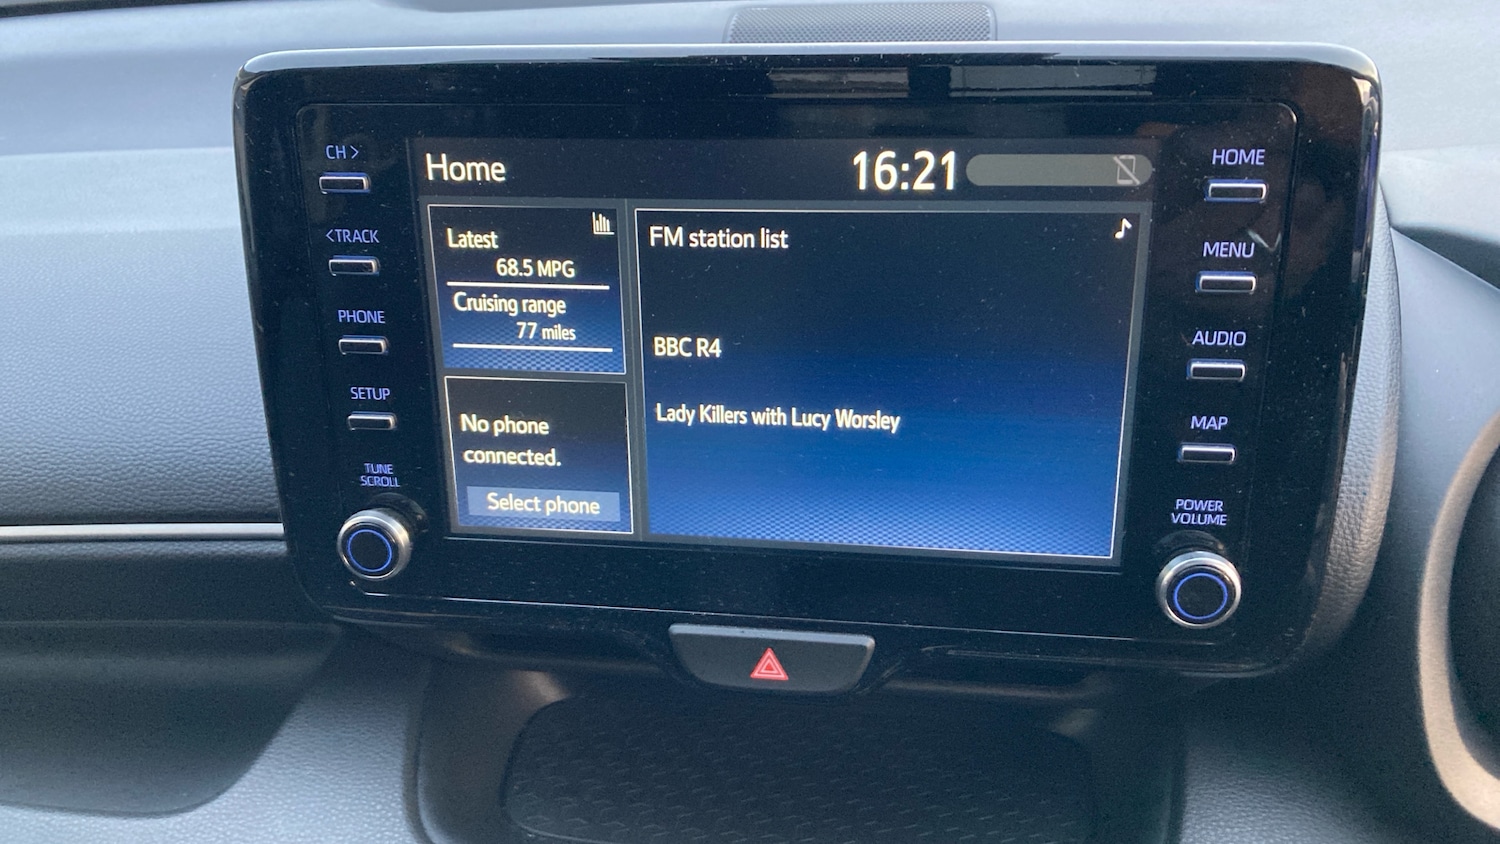 CH >
Home
16:21
HOME
<TRACK
Latest
68.5 MPG
Cruising range
77 miles
FM station list
BBC R4
Lady Killers with Lucy Worsley
MENU
PHONE
AUDIO
SETUP
No phone
connected.
Select phone
MAP
TUNE
SCROLL
POWER
VOLUME